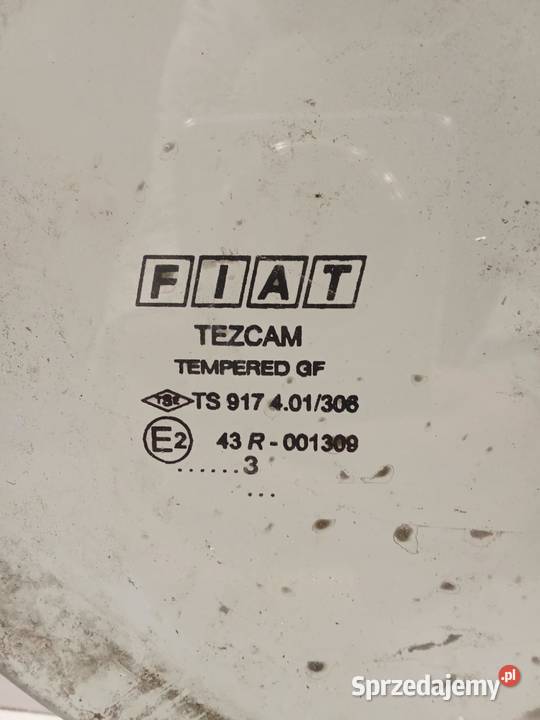 FIAT
TEZCAM
TEMPERED GF
TSE TS 917 4.01/306
E2 43 R - 001309
......3
...
Sprzedajemy.pl